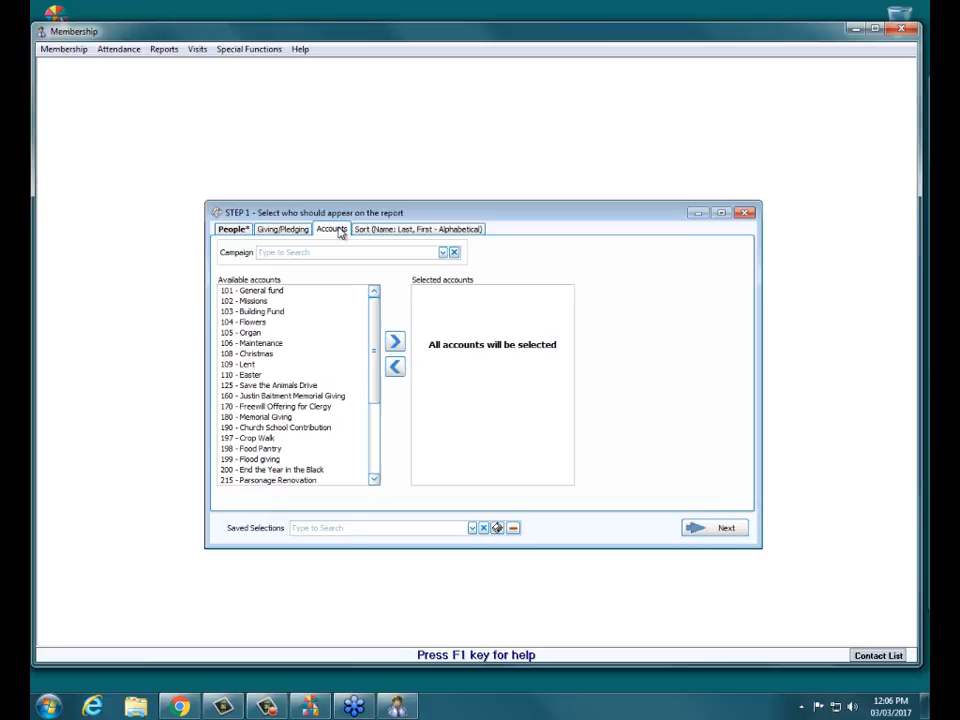 Membership
Membership Attendance Reports Visits Special Functions Help
STEP 1 - Select who should appear on the report
People* Giving/Pledging Accounts Sort (Name: Last, First - Alphabetical)
Campaign Type to Search
Available accounts Selected accounts
101 - General fund
102 - Missions
103 - Building Fund
104 - Flowers
105 - Organ
106 - Maintenance
108 - Christmas
109 - Lent
110 - Easter
125 - Save the Animals Drive
160 - Justin Baitment Memorial Giving
170 - Freewill Offering for Clergy
180 - Memorial Giving
190 - Church School Contribution
197 - Crop Walk
198 - Food Pantry
199 - Flood giving
200 - End the Year in the Black
215 - Parsonage Renovation
All accounts will be selected
Saved Selections Type to Search Next
Press F1 key for help
Contact List
12:06 PM
03/03/2017